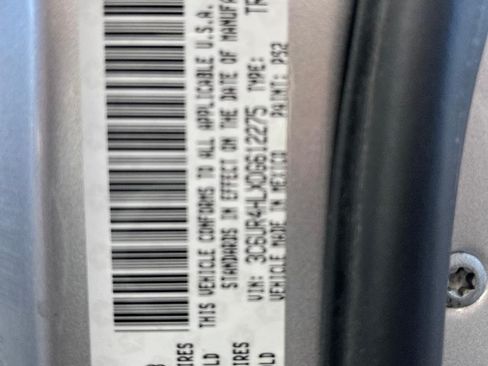 THIS VEHICLE CONFORMS TO ALL APPLICABLE U.S.A.
STANDARDS IN EFFECT ON THE DATE OF MANUFA
VIN: 3C6UR4HLXDG612275 TYPE: TR
VEHICLE MADE IN MEXICO PAINT: PS2
IRES
LD
IRES
LD